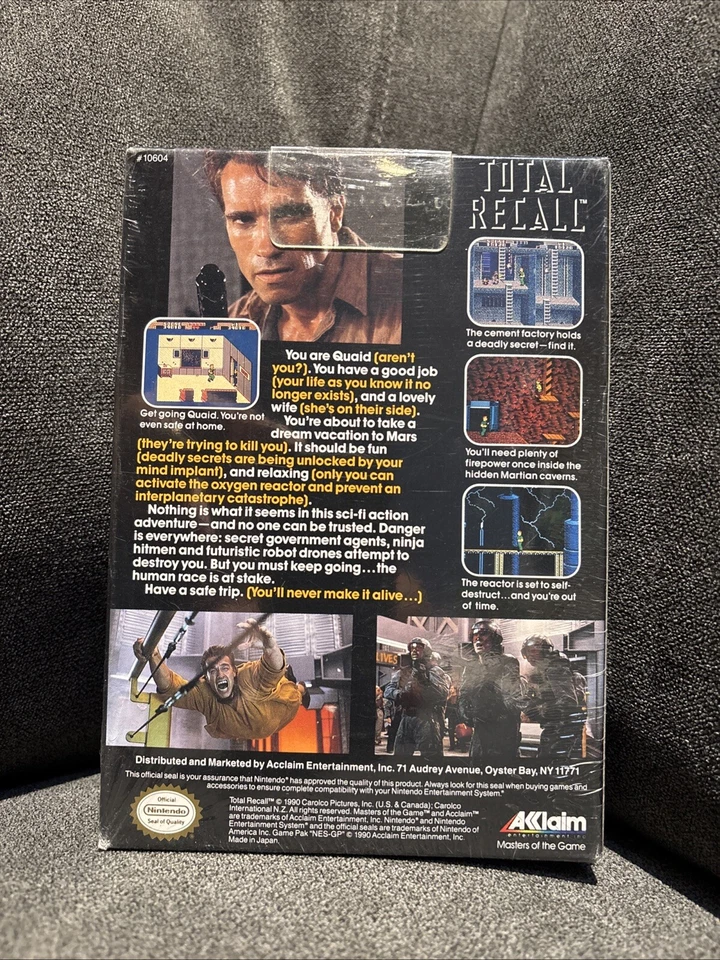 #10604
TOTAL
RECALL™
The cement factory holds
a deadly secret—find it.
Get going Quaid. You're not
even safe at home.
You are Quaid (aren't
you?). You have a good job
(your life as you know it no
longer exists), and a lovely
wife (she's on their side).
You're about to take a
dream vacation to Mars
(they're trying to kill you). It should be fun
(deadly secrets are being unlocked by your
mind implant), and relaxing (only you can
activate the oxygen reactor and prevent an
interplanetary catastrophe).
Nothing is what it seems in this sci-fi action
adventure—and no one can be trusted. Danger
is everywhere: secret government agents, ninja
hitmen and futuristic robot drones attempt to
destroy you. But you must keep going...the
human race is at stake.
Have a safe trip. (You'll never make it alive...)
You'll need plenty of
firepower once inside the
hidden Martian caverns.
The reactor is set to self-
destruct...and you're out
of time.
LIVES
Distributed and Marketed by Acclaim Entertainment, Inc. 71 Audrey Avenue, Oyster Bay, NY 11771
This official seal is your assurance that Nintendo® has approved the quality of this product. Always look for this seal when buying games and
accessories to ensure complete compatibility with your Nintendo Entertainment System.®
Official
Nintendo
Seal of Quality
Total Recall™ © 1990 Carolco Pictures, Inc. (U.S. & Canada); Carolco
International N.Z. All rights reserved. Masters of the Game™ and Acclaim™
are trademarks of Acclaim Entertainment, Inc. Nintendo® and Nintendo
Entertainment System® and the official seals are trademarks of Nintendo of
America Inc. Game Pak "NES-GP" © 1990 Acclaim Entertainment, Inc.
Made in Japan.
AKKlaim
entertainment inc.
Masters of the Game